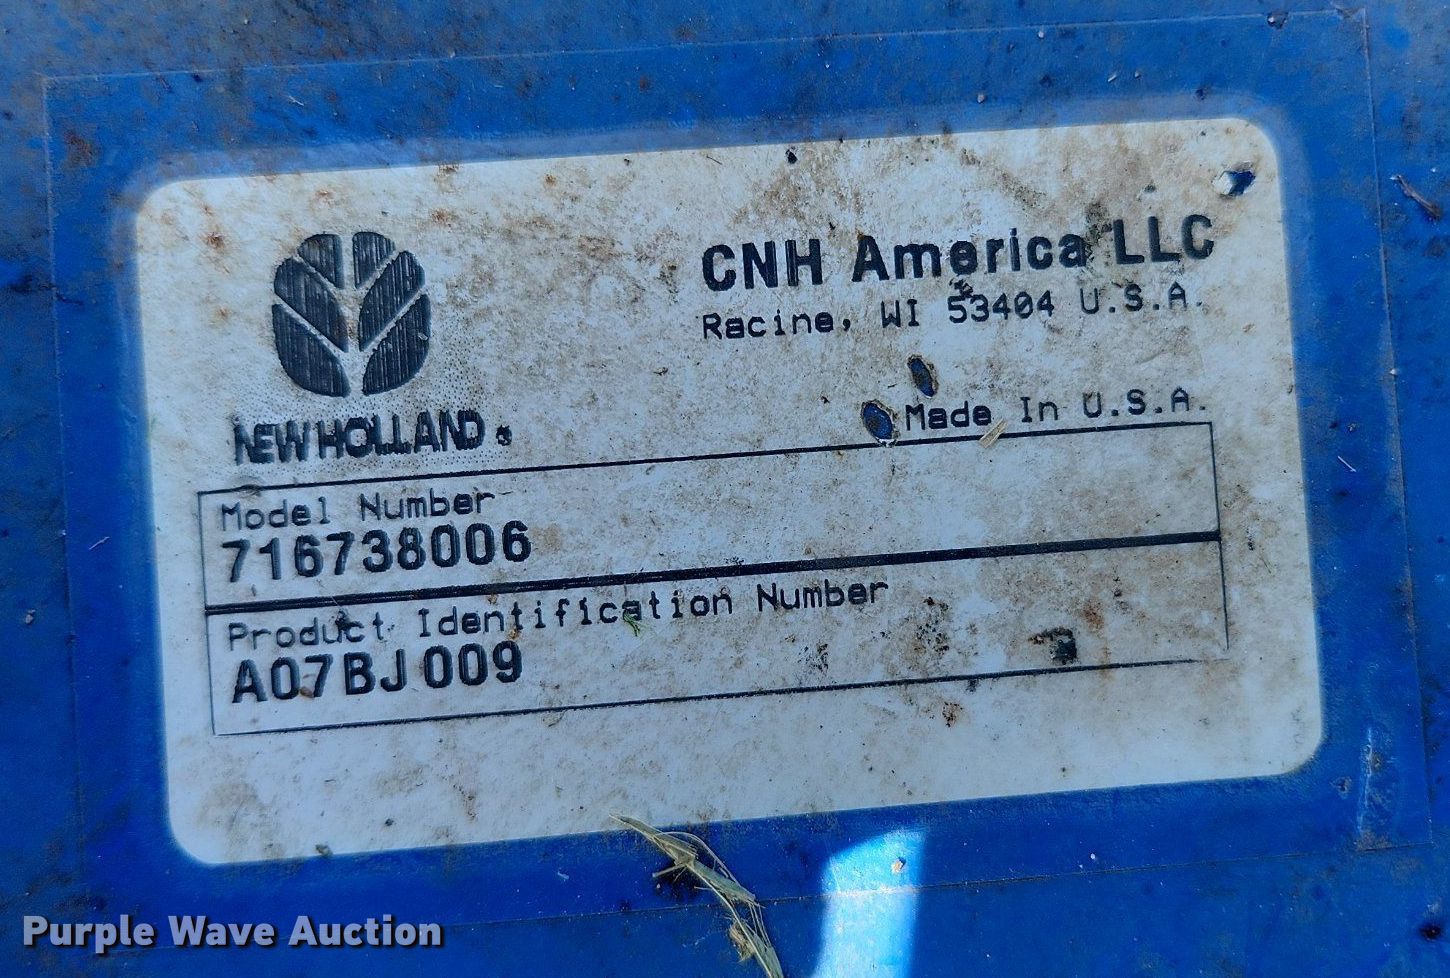 CNH America LLC
Racine, WI 53404 U.S.A.
Made In U.S.A.
NEW HOLLAND
Model Number
716738006
Product Identification Number
A07BJ009
Purple Wave Auction